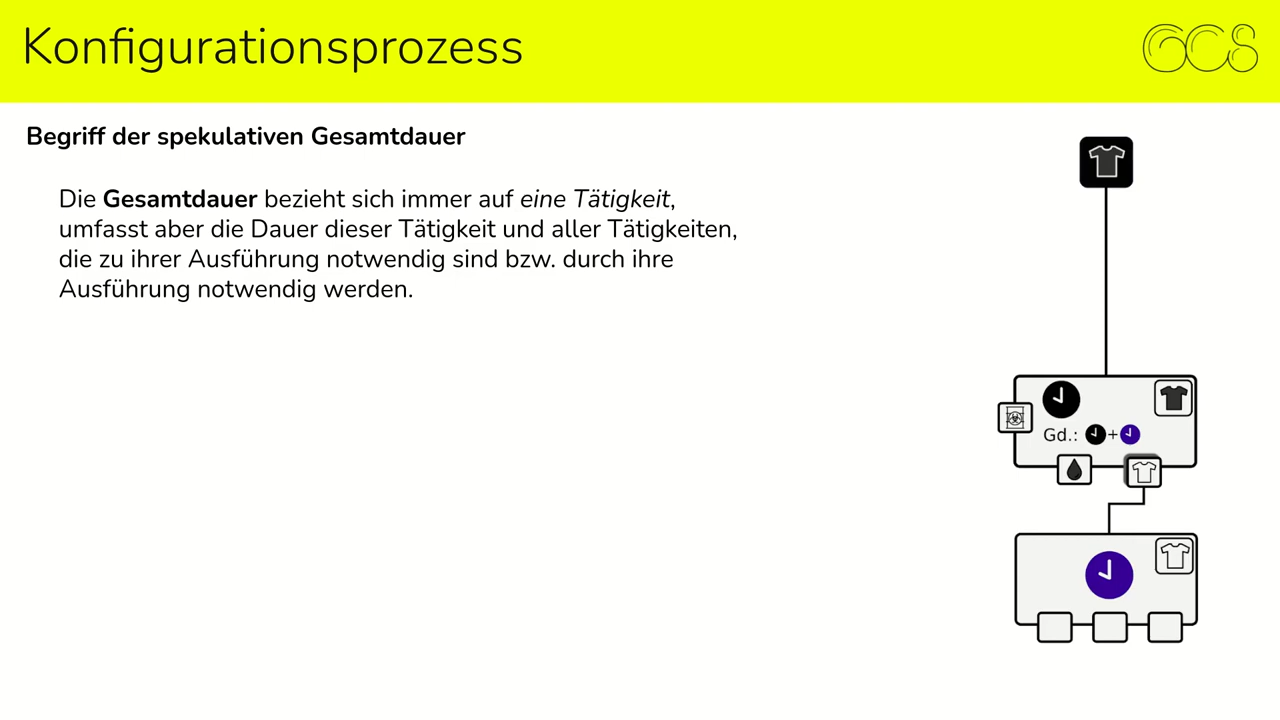 Konfigurationsprozess
GCS
Begriff der spekulativen Gesamtdauer
Die Gesamtdauer bezieht sich immer auf eine Tätigkeit,
umfasst aber die Dauer dieser Tätigkeit und aller Tätigkeiten,
die zu ihrer Ausführung notwendig sind bzw. durch ihre
Ausführung notwendig werden.
Gd.: +